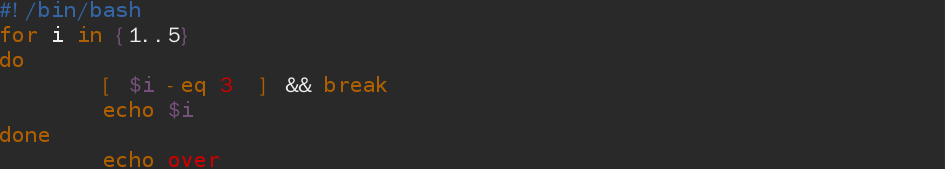 #!/bin/bash
for i in {1..5}
do
        [ $i -eq 3  ] && break
        echo $i
done
        echo over